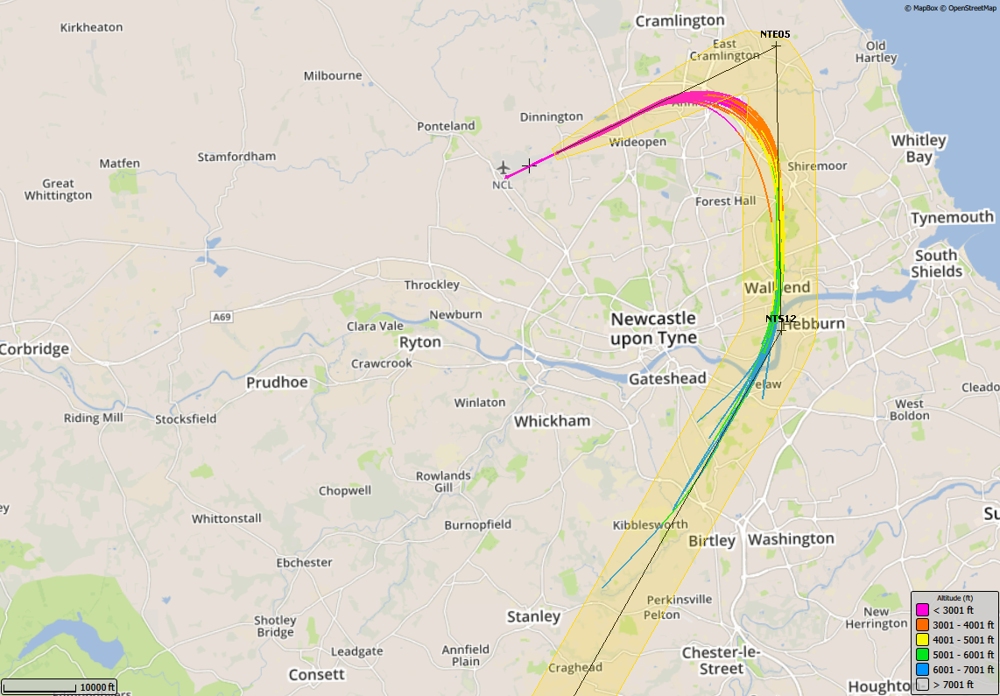 © MapBox © OpenStreetMap
Cramlington
Kirkheaton
NTE05
East
Cramlington
Old
Hartley
Milbourne
Dinnington
Ponteland
Wideopen
Whitley
Bay
Stamfordham
Matfen
Shiremoor
NCL
Great
Whittington
Forest Hall
Tynemouth
South
Shields
Throckley
Wallsend
Newburn
A69
NTS12
Newcastle
upon Tyne
Hebburn
Clara Vale
Ryton
Corbridge
Crawcrook
Gateshead
Prudhoe
Pelaw
Cleado
Winlaton
West
Boldon
Riding Mill
Stocksfield
Whickham
Rowlands
Gill
Chopwell
ey
Su
Whittonstall
Burnopfield
Kibblesworth
Birtley
Washington
Ebchester
Altitude (ft)
Perkinsville
Pelton
< 3001 ft
New
Herrington
Stanley
Shotley
Bridge
3001 - 4001 ft
4001 - 5001 ft
Leadgate
Annfield
Plain
Chester-le-
Street
5001 - 6001 ft
Craghead
6001 - 7001 ft
Consett
> 7001 ft
Houghton-
10000 ft